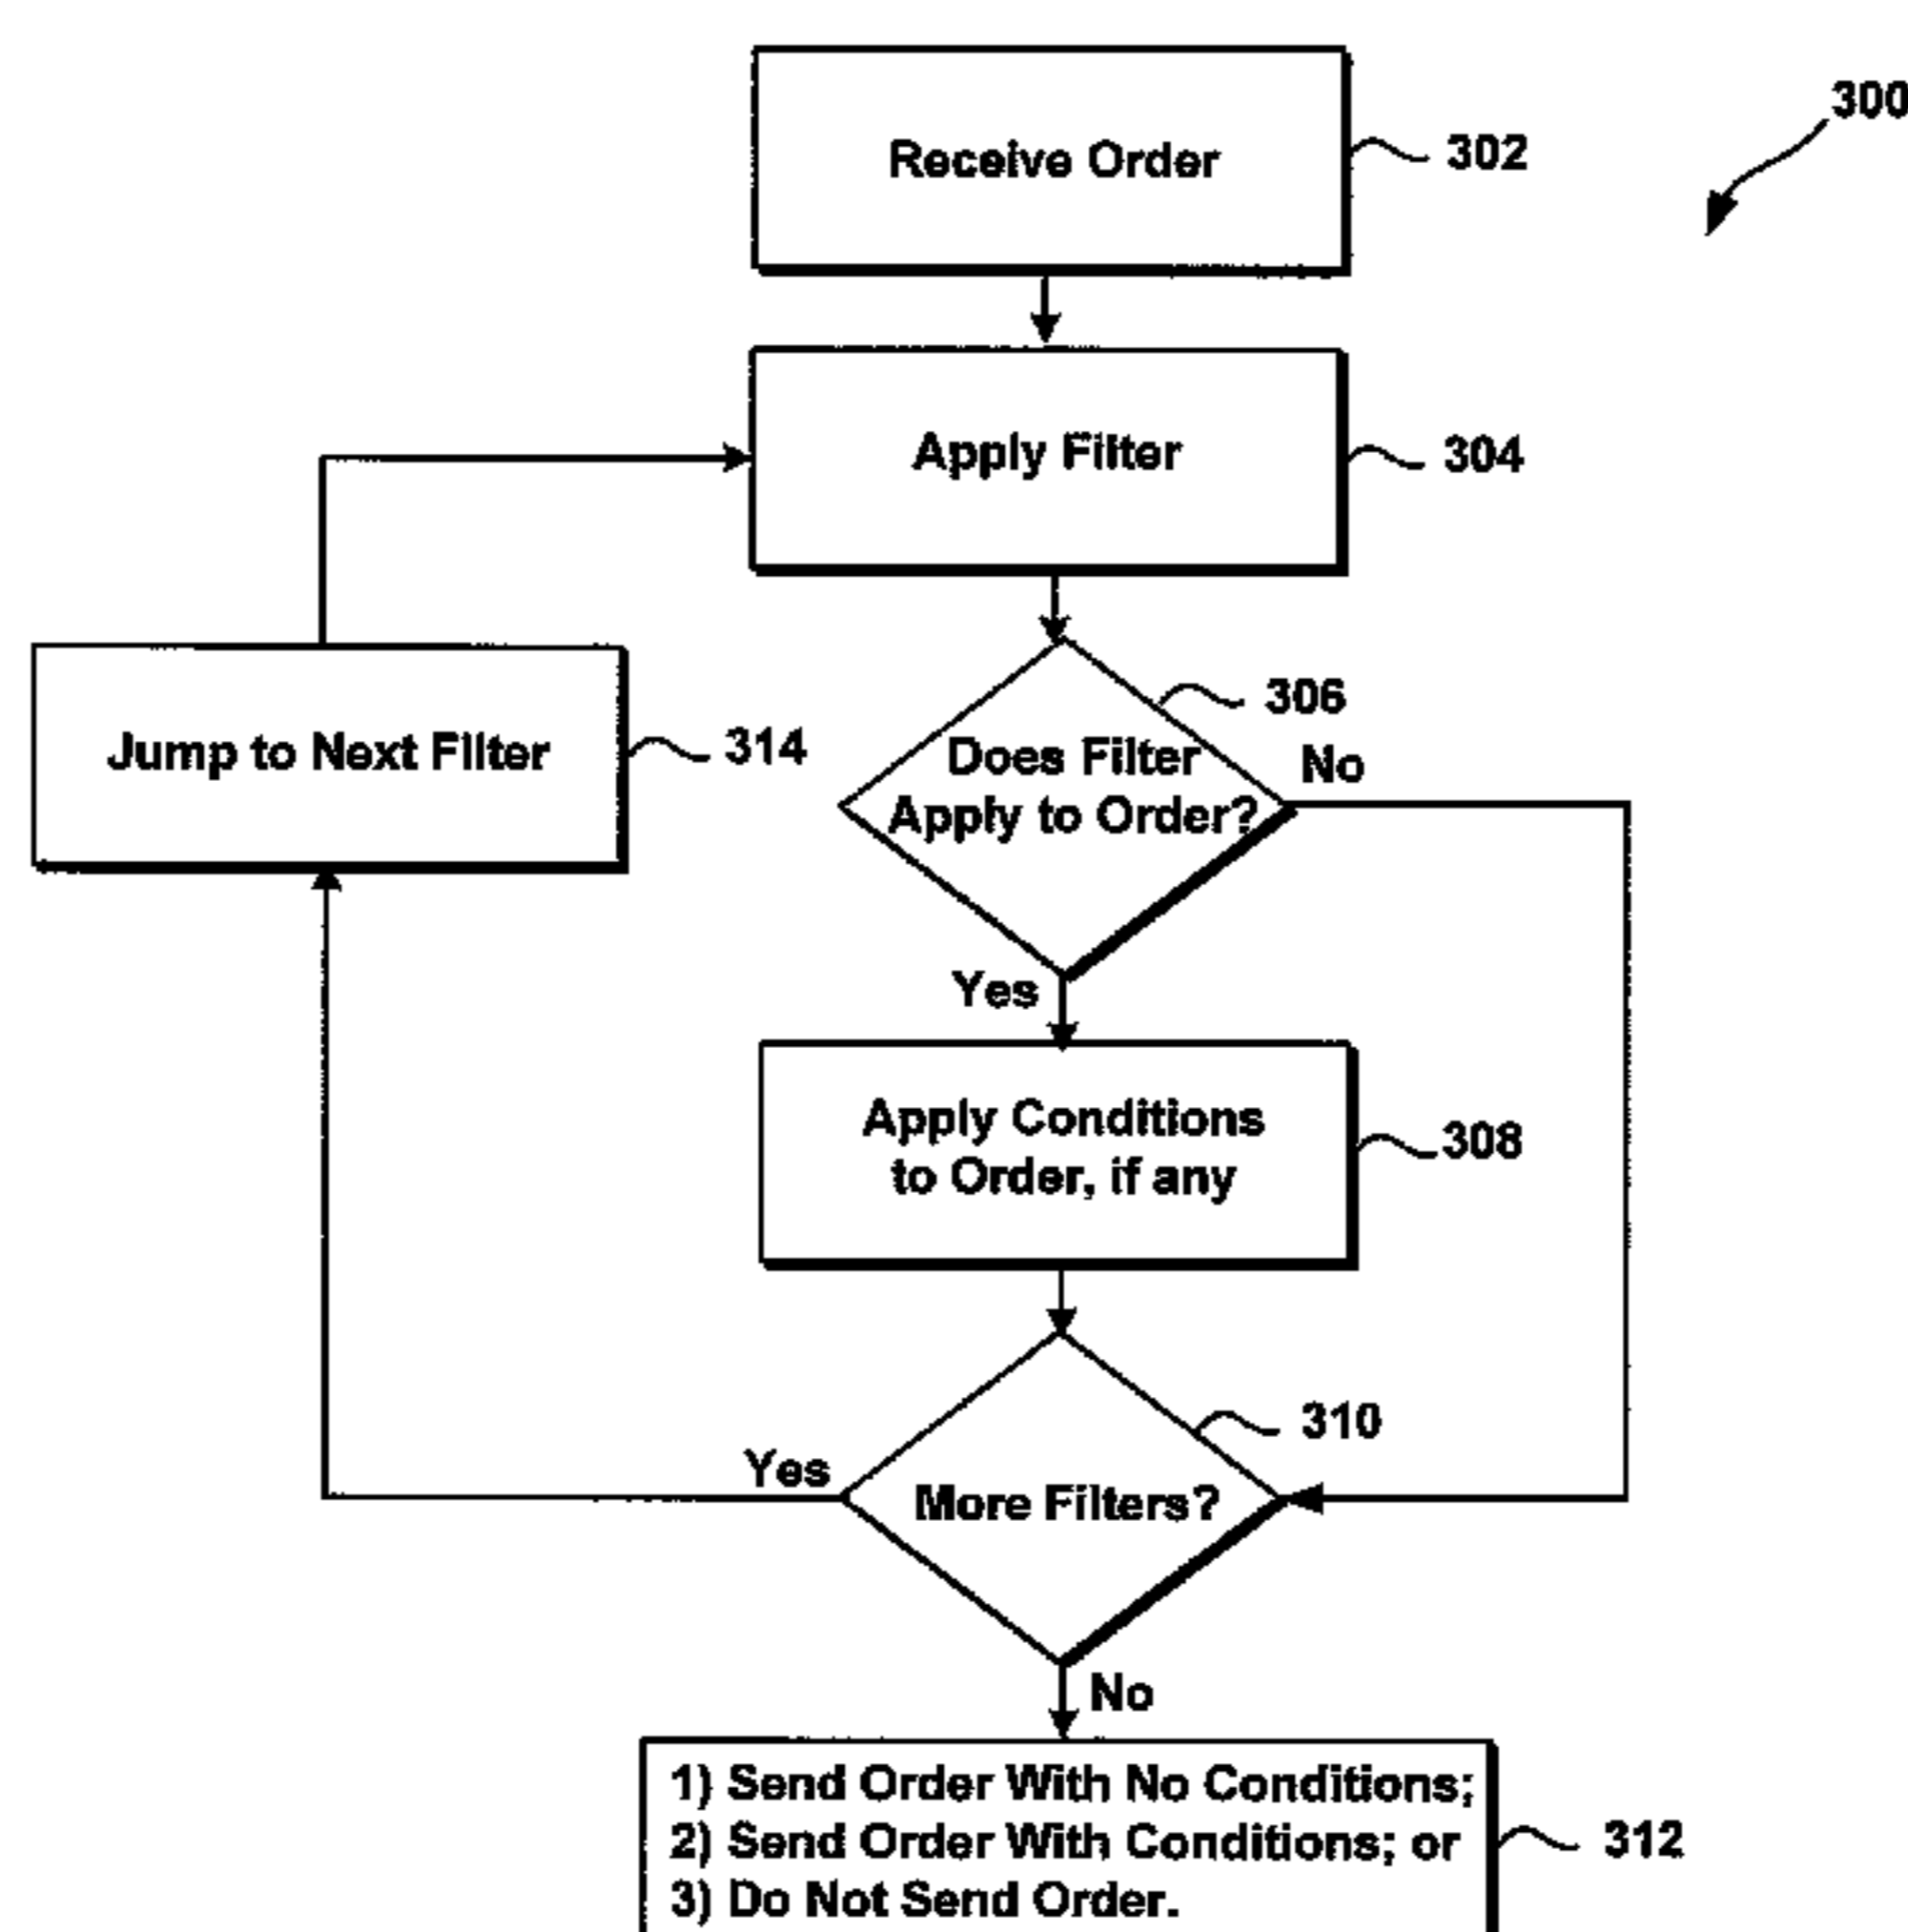 300
Receive Order
302
Apply Filter
304
Jump to Next Filter
314
306
Does Filter
Apply to Order?
No
Yes
Apply Conditions
to Order, if any
308
310
More Filters?
Yes
No
1) Send Order With No Conditions;
2) Send Order With Conditions; or
3) Do Not Send Order.
312